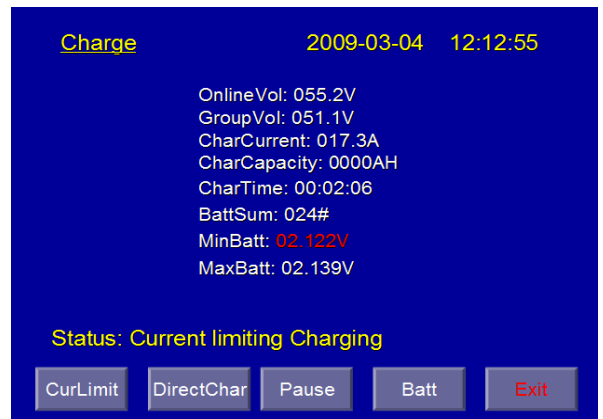 Charge 2009-03-04 12:12:55
OnlineVol: 055.2V
GroupVol: 051.1V
CharCurrent: 017.3A
CharCapacity: 0000AH
CharTime: 00:02:06
BattSum: 024#
MinBatt: 02.122V
MaxBatt: 02.139V
Status: Current limiting Charging
CurLimit DirectChar Pause Batt Exit